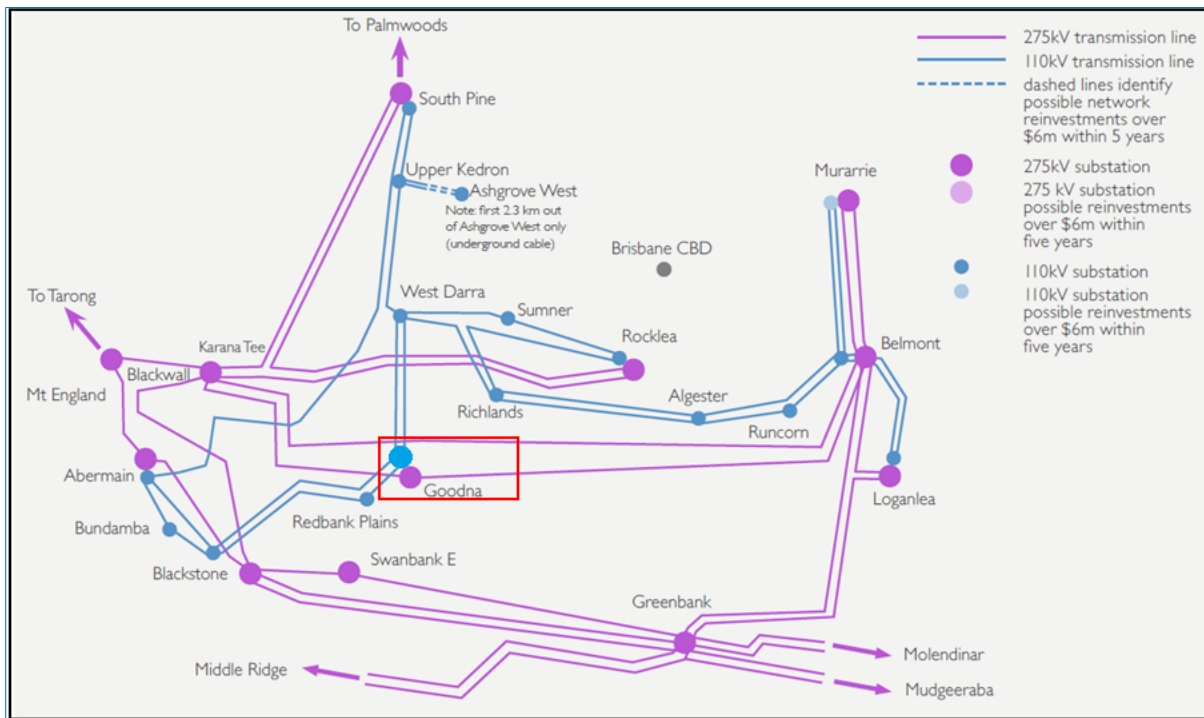 To Palmwoods
South Pine
Upper Kedron
Ashgrove West
Note: first 2.3 km out
of Ashgrove West only
(underground cable)
Brisbane CBD
Murarrie
275kV transmission line
110kV transmission line
dashed lines identify
possible network
reinvestments over
$6m within 5 years
275kV substation
275 kV substation
possible reinvestments
over $6m within
five years
110kV substation
110kV substation
possible reinvestments
over $6m within
five years
To Tarong
West Darra
Sumner
Rocklea
Karana Tee
Blackwall
Belmont
Mt England
Richlands
Algester
Runcorn
Abermain
Goodna
Loganlea
Bundamba
Redbank Plains
Blackstone
Swanbank E
Greenbank
Middle Ridge
Molendinar
Mudgeeraba